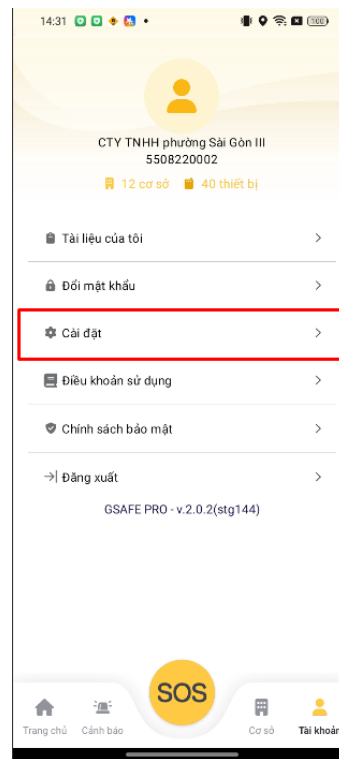 14:31
100
CTY TNHH phường Sài Gòn III
5508220002
12 cơ sở 40 thiết bị
Tài liệu của tôi
Đổi mật khẩu
Cài đặt
Điều khoản sử dụng
Chính sách bảo mật
Đăng xuất
GSAFE PRO - v.2.0.2(stg144)
SOS
Trang chủ Cảnh báo Cơ sở Tài khoản